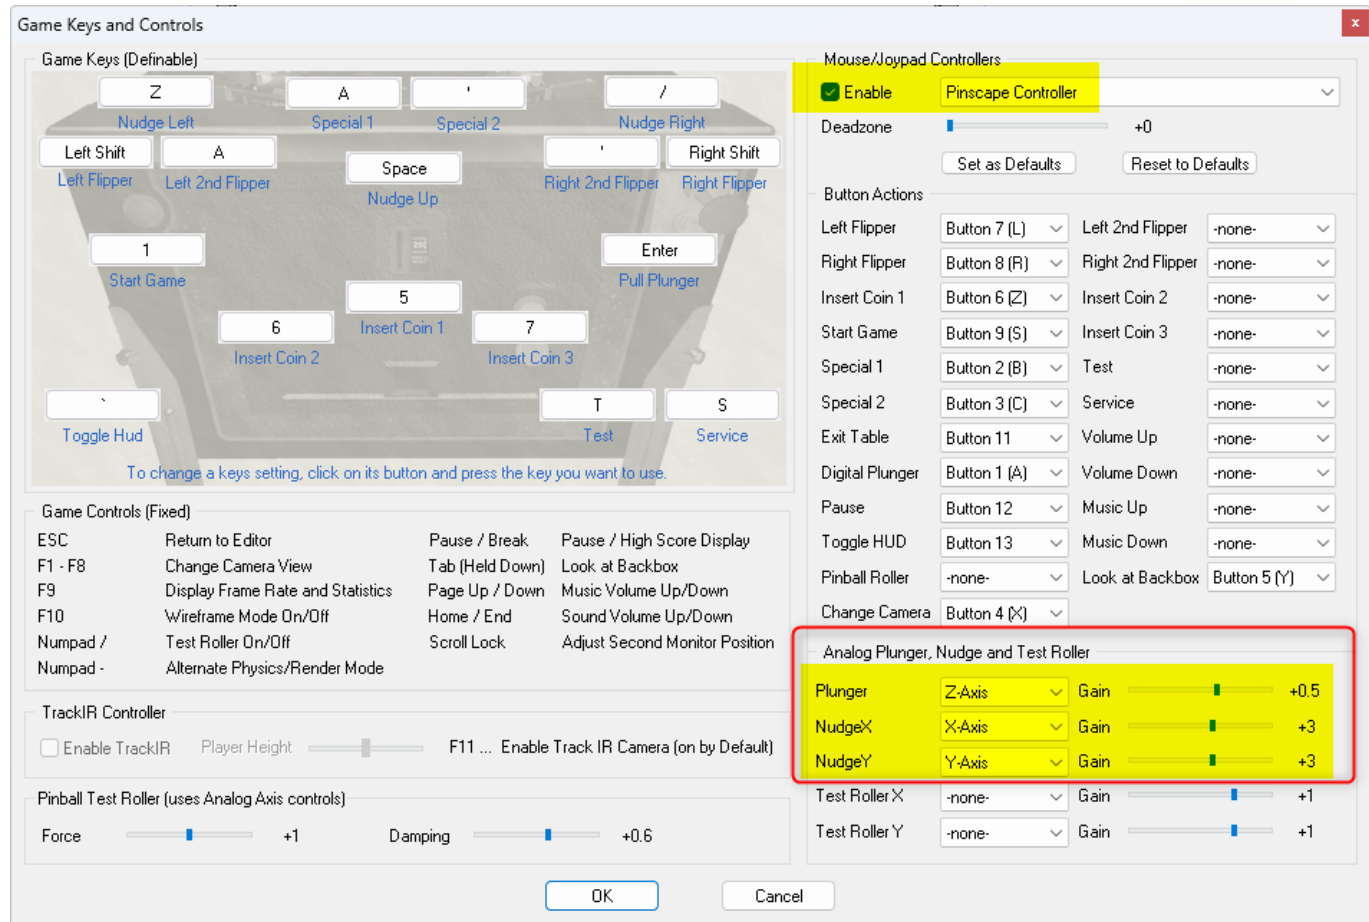 Game Keys and Controls
x
Game Keys (Definable)
Z
A
'
/
Nudge Left
Special 1
Special 2
Nudge Right
Left Shift
A
Space
'
Right Shift
Left Flipper
Left 2nd Flipper
Nudge Up
Right 2nd Flipper
Right Flipper
1
Enter
Start Game
Pull Plunger
5
6
Insert Coin 1
7
Insert Coin 2
Insert Coin 3
`
T
S
Toggle Hud
Test
Service
To change a keys setting, click on its button and press the key you want to use.
Game Controls (Fixed)
ESC Return to Editor Pause / Break Pause / High Score Display
F1 - F8 Change Camera View Tab (Held Down) Look at Backbox
F9 Display Frame Rate and Statistics Page Up / Down Music Volume Up/Down
F10 Wireframe Mode On/Off Home / End Sound Volume Up/Down
Numpad / Test Roller On/Off Scroll Lock Adjust Second Monitor Position
Numpad - Alternate Physics/Render Mode
TrackIR Controller
Enable TrackIR Player Height F11 ... Enable Track IR Camera (on by Default)
Pinball Test Roller (uses Analog Axis controls)
Force +1 Damping +0.6
Mouse/Joypad Controllers
Enable Pinscape Controller
Deadzone +0
Set as Defaults Reset to Defaults
Button Actions
Left Flipper Button 7 (L) Left 2nd Flipper -none-
Right Flipper Button 8 (R) Right 2nd Flipper -none-
Insert Coin 1 Button 6 (Z) Insert Coin 2 -none-
Start Game Button 9 (S) Insert Coin 3 -none-
Special 1 Button 2 (B) Test -none-
Special 2 Button 3 (C) Service -none-
Exit Table Button 11 Volume Up -none-
Digital Plunger Button 1 (A) Volume Down -none-
Pause Button 12 Music Up -none-
Toggle HUD Button 13 Music Down -none-
Pinball Roller -none- Look at Backbox Button 5 (Y)
Change Camera Button 4 (X)
Analog Plunger, Nudge and Test Roller
Plunger Z-Axis Gain +0.5
NudgeX X-Axis Gain +3
NudgeY Y-Axis Gain +3
Test Roller X -none- Gain +1
Test Roller Y -none- Gain +1
OK Cancel